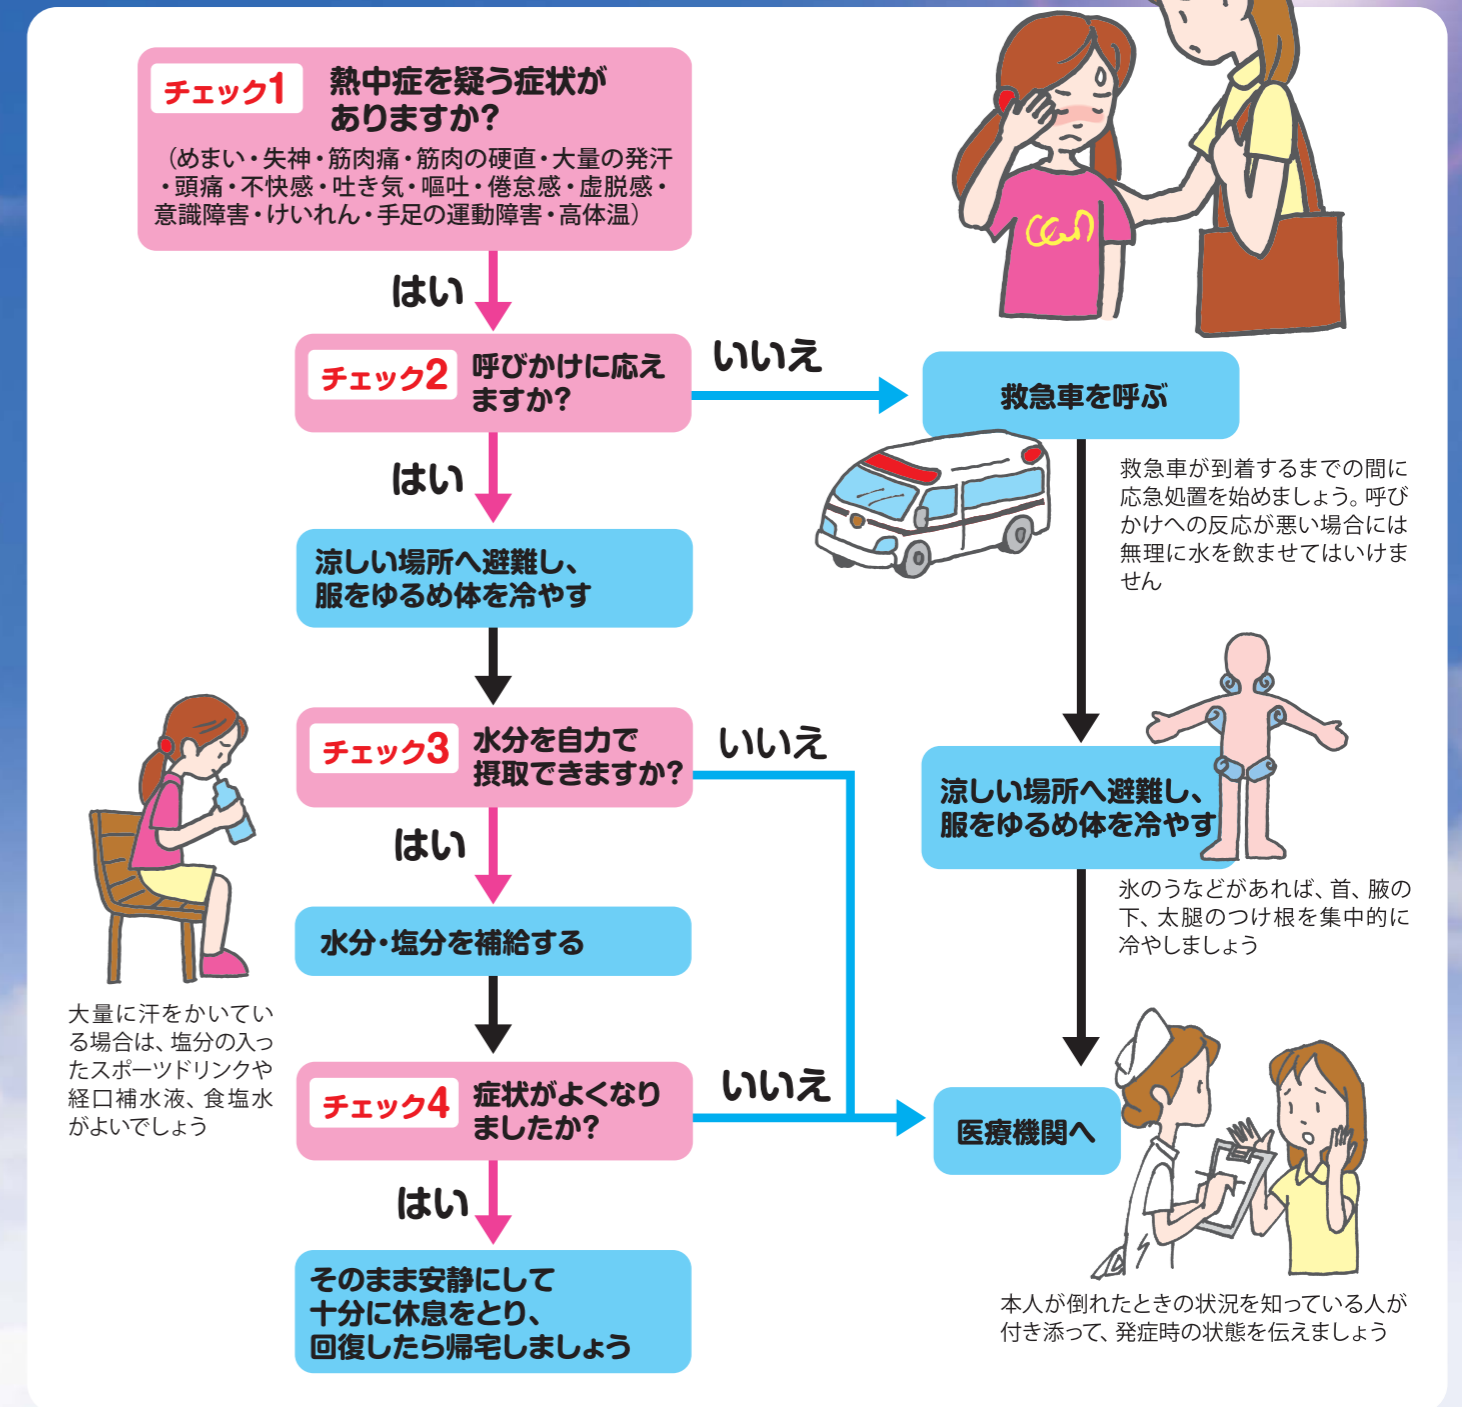 チェック1
熱中症を疑う症状が
ありますか?
（めまい・失神・筋肉痛・筋肉の硬直・大量の発汗
・頭痛・不快感・吐き気・嘔吐・倦怠感・虚脱感・
意識障害・けいれん・手足の運動障害・高体温）
はい
チェック2
呼びかけに応え
ますか?
いいえ
救急車を呼ぶ
救急車が到着するまでの間に
応急処置を始めましょう。呼び
かけへの反応が悪い場合には
無理に水を飲ませてはいけま
せん
はい
涼しい場所へ避難し、
服をゆるめ体を冷やす
チェック3
水分を自力で
摂取できますか?
いいえ
涼しい場所へ避難し、
服をゆるめ体を冷やす
氷のうなどがあれば、首、腋の
下、太腿のつけ根を集中的に
冷やしましょう
はい
水分・塩分を補給する
大量に汗をかいてい
る場合は、塩分の入っ
たスポーツドリンクや
経口補水液、食塩水
がよいでしょう
チェック4
症状がよくなり
ましたか?
いいえ
医療機関へ
本人が倒れたときの状況を知っている人が
付き添って、発症時の状態を伝えましょう
はい
そのまま安静にして
十分に休息をとり、
回復したら帰宅しましょう